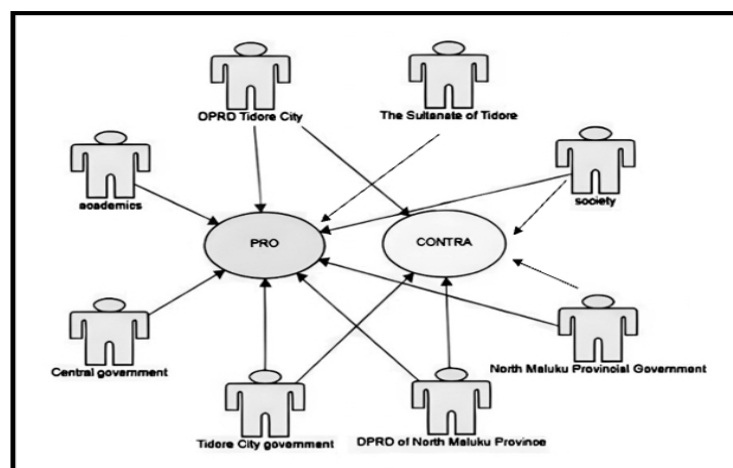 DPRD Tidore City
The Sultanate of Tidore
academics
society
PRO
CONTRA
Central government
North Maluku Provincial Government
Tidore City government
DPRD of North Maluku Province